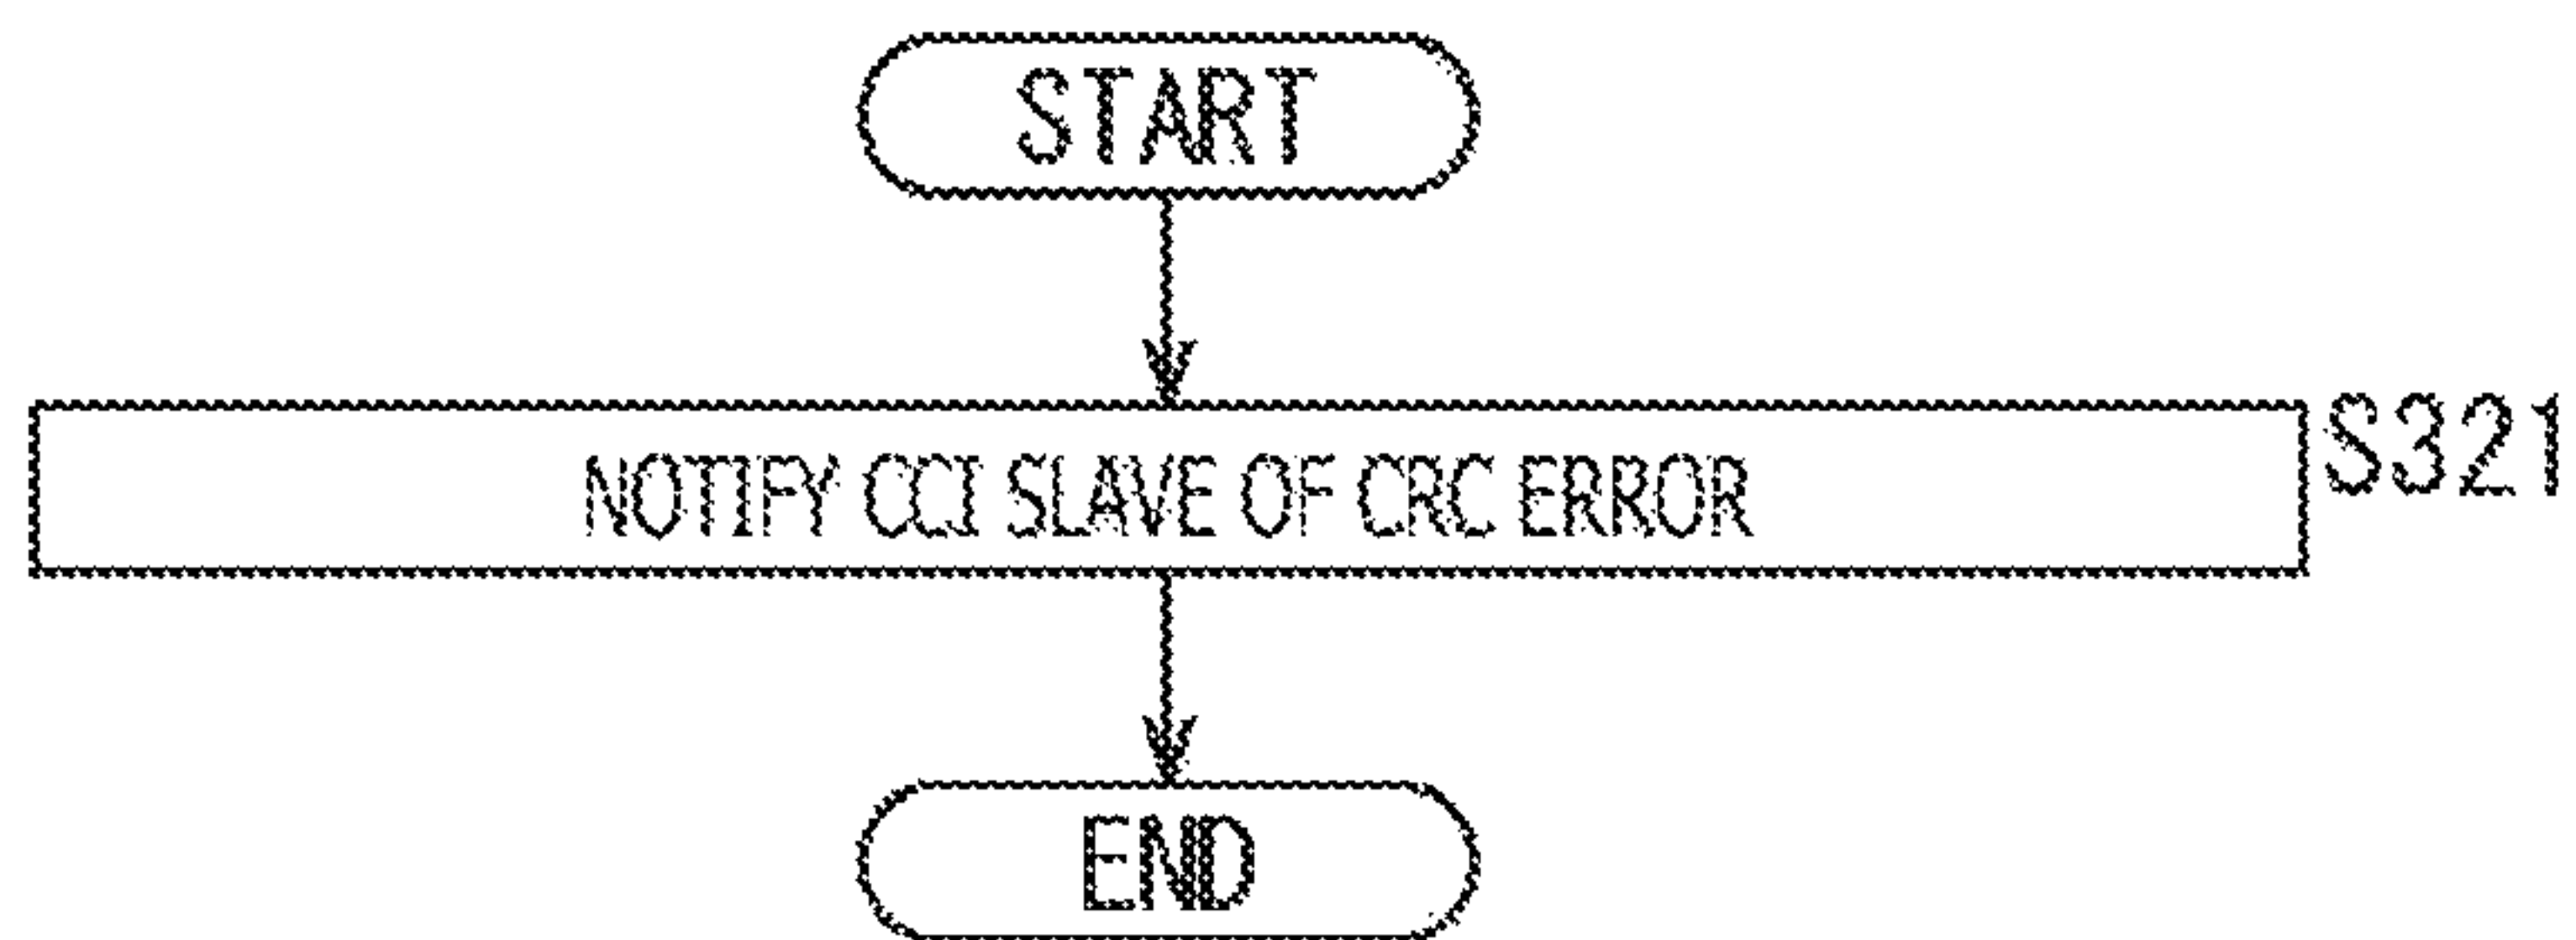 START
NOTIFY CCI SLAVE OF CRC ERROR
S321
END